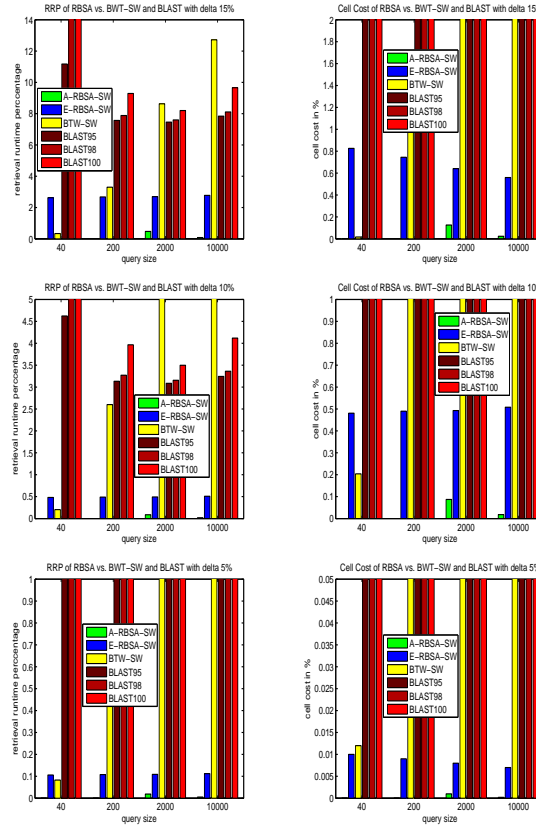 RRP of RBSA vs. BWT-SW and BLAST with delta 15%
retrieval runtime perccentage
14
12
10
8
6
4
2
0
A-RBSA-SW
E-RBSA-SW
BTW-SW
BLAST95
BLAST98
BLAST100
40 200 2000 10000
query size
Cell Cost of RBSA vs. BWT-SW and BLAST with delta 15
cell cost in %
2
1.8
1.6
1.4
1.2
1
0.8
0.6
0.4
0.2
0
A-RBSA-SW
E-RBSA-SW
BTW-SW
BLAST95
BLAST98
BLAST100
40 200 2000 10000
query size
RRP of RBSA vs. BWT-SW and BLAST with delta 10%
retrieval runtime perccentage
5
4.5
4
3.5
3
2.5
2
1.5
1
0.5
0
A-RBSA-SW
E-RBSA-SW
BTW-SW
BLAST95
BLAST98
BLAST100
40 200 2000 10000
query size
Cell Cost of RBSA vs. BWT-SW and BLAST with delta 10
cell cost in %
1
0.9
0.8
0.7
0.6
0.5
0.4
0.3
0.2
0.1
0
A-RBSA-SW
E-RBSA-SW
BTW-SW
BLAST95
BLAST98
BLAST100
40 200 2000 10000
query size
RRP of RBSA vs. BWT-SW and BLAST with delta 5%
retrieval runtime perccentage
1
0.9
0.8
0.7
0.6
0.5
0.4
0.3
0.2
0.1
0
A-RBSA-SW
E-RBSA-SW
BTW-SW
BLAST95
BLAST98
BLAST100
40 200 2000 10000
query size
Cell Cost of RBSA vs. BWT-SW and BLAST with delta 5%
cell cost in %
0.05
0.045
0.04
0.035
0.03
0.025
0.02
0.015
0.01
0.005
0
A-RBSA-SW
E-RBSA-SW
BTW-SW
BLAST95
BLAST98
BLAST100
40 200 2000 10000
query size